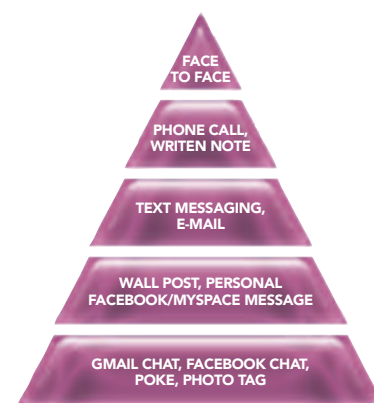 FACE
TO FACE
PHONE CALL,
WRITEN NOTE
TEXT MESSAGING,
E-MAIL
WALL POST, PERSONAL
FACEBOOK/MYSPACE MESSAGE
GMAIL CHAT, FACEBOOK CHAT,
POKE, PHOTO TAG